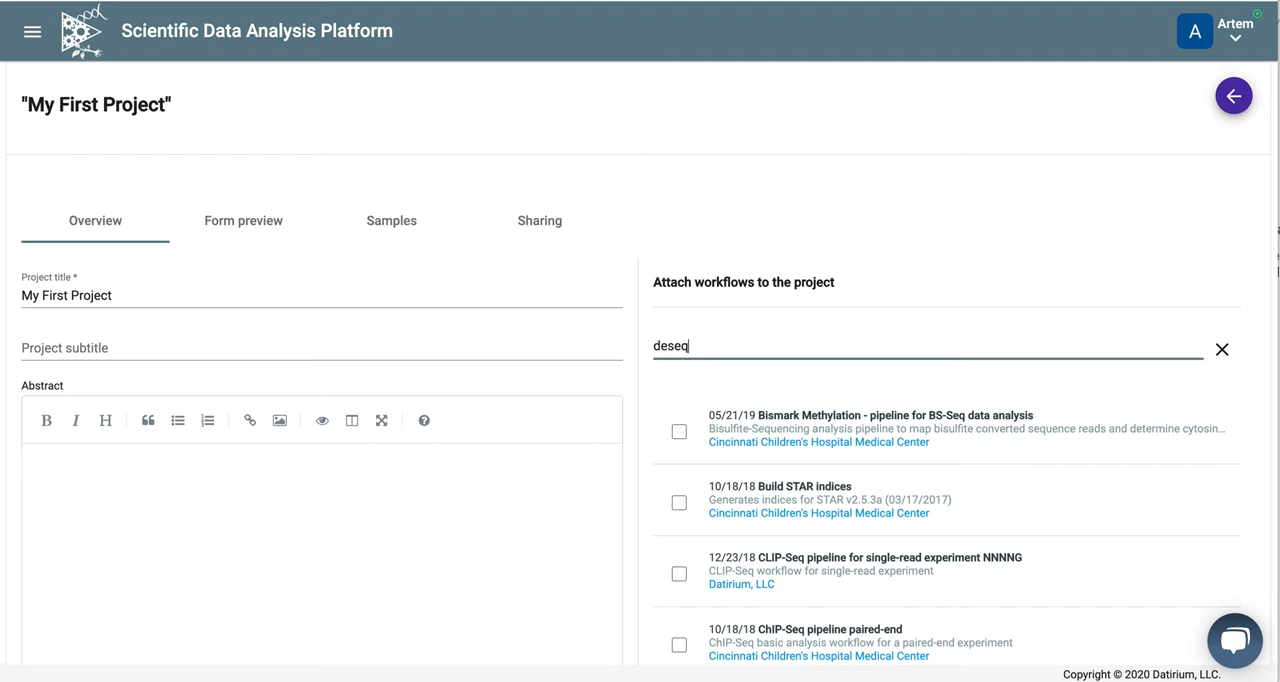 Scientific Data Analysis Platform
A
Artem
"My First Project"
Overview
Form preview
Samples
Sharing
Project title *
My First Project
Project subtitle
Abstract
B I H
Attach workflows to the project
deseq
05/21/19 Bismark Methylation - pipeline for BS-Seq data analysis
Bisulfite-Sequencing analysis pipeline to map bisulfite converted sequence reads and determine cytosin...
Cincinnati Children's Hospital Medical Center
10/18/18 Build STAR indices
Generates indices for STAR v2.5.3a (03/17/2017)
Cincinnati Children's Hospital Medical Center
12/23/18 CLIP-Seq pipeline for single-read experiment NNNNG
CLIP-Seq workflow for single-read experiment
Datirium, LLC
10/18/18 ChIP-Seq pipeline paired-end
ChIP-Seq basic analysis workflow for a paired-end experiment
Cincinnati Children's Hospital Medical Center
Copyright © 2020 Datirium, LLC.